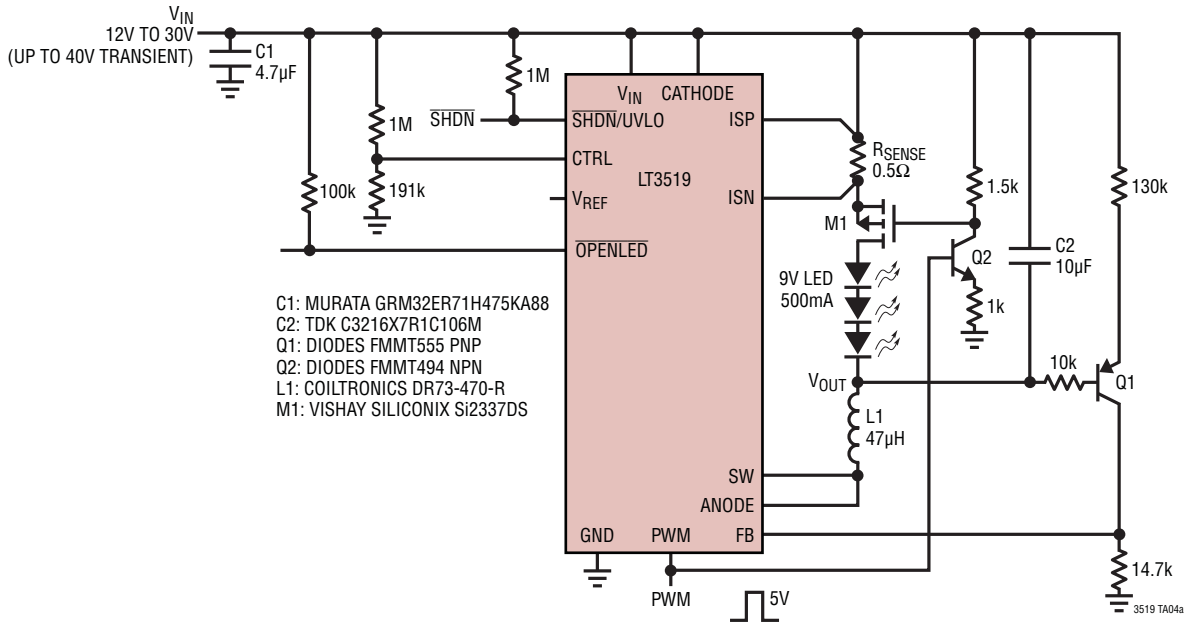 VIN
12V TO 30V
(UP TO 40V TRANSIENT)
C1
4.7µF
1M
1M
SHDN
191k
100k
VIN
CATHODE
SHDN/UVLO
ISP
CTRL
LT3519
VREF
ISN
OPENLED
SW
ANODE
GND
PWM
FB
RSENSE
0.5Ω
M1
1.5k
Q2
1k
C2
10µF
130k
9V LED
500mA
VOUT
10k
Q1
L1
47µH
14.7k
PWM
5V
C1: MURATA GRM32ER71H475KA88
C2: TDK C3216X7R1C106M
Q1: DIODES FMMT555 PNP
Q2: DIODES FMMT494 NPN
L1: COILTRONICS DR73-470-R
M1: VISHAY SILICONIX Si2337DS
3519 TA04a